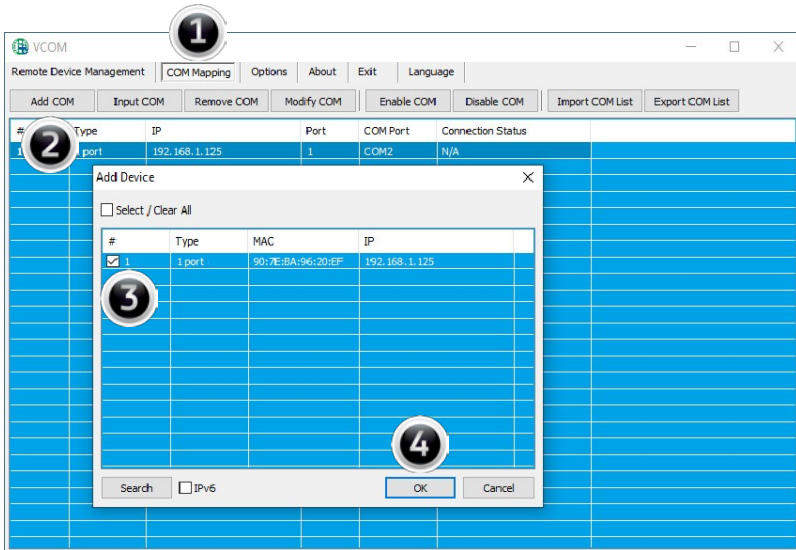 1
VCOM
Remote Device Management COM Mapping Options About Exit Language
Add COM Input COM Remove COM Modify COM Enable COM Disable COM Import COM List Export COM List
# Type IP Port COM Port Connection Status
1 port 192.168.1.125 1 COM2 N/A
2
Add Device
Select / Clear All
# Type MAC IP
1 1 port 90:7E:BA:96:20:EF 192.168.1.125
3
4
Search IPv6 OK Cancel